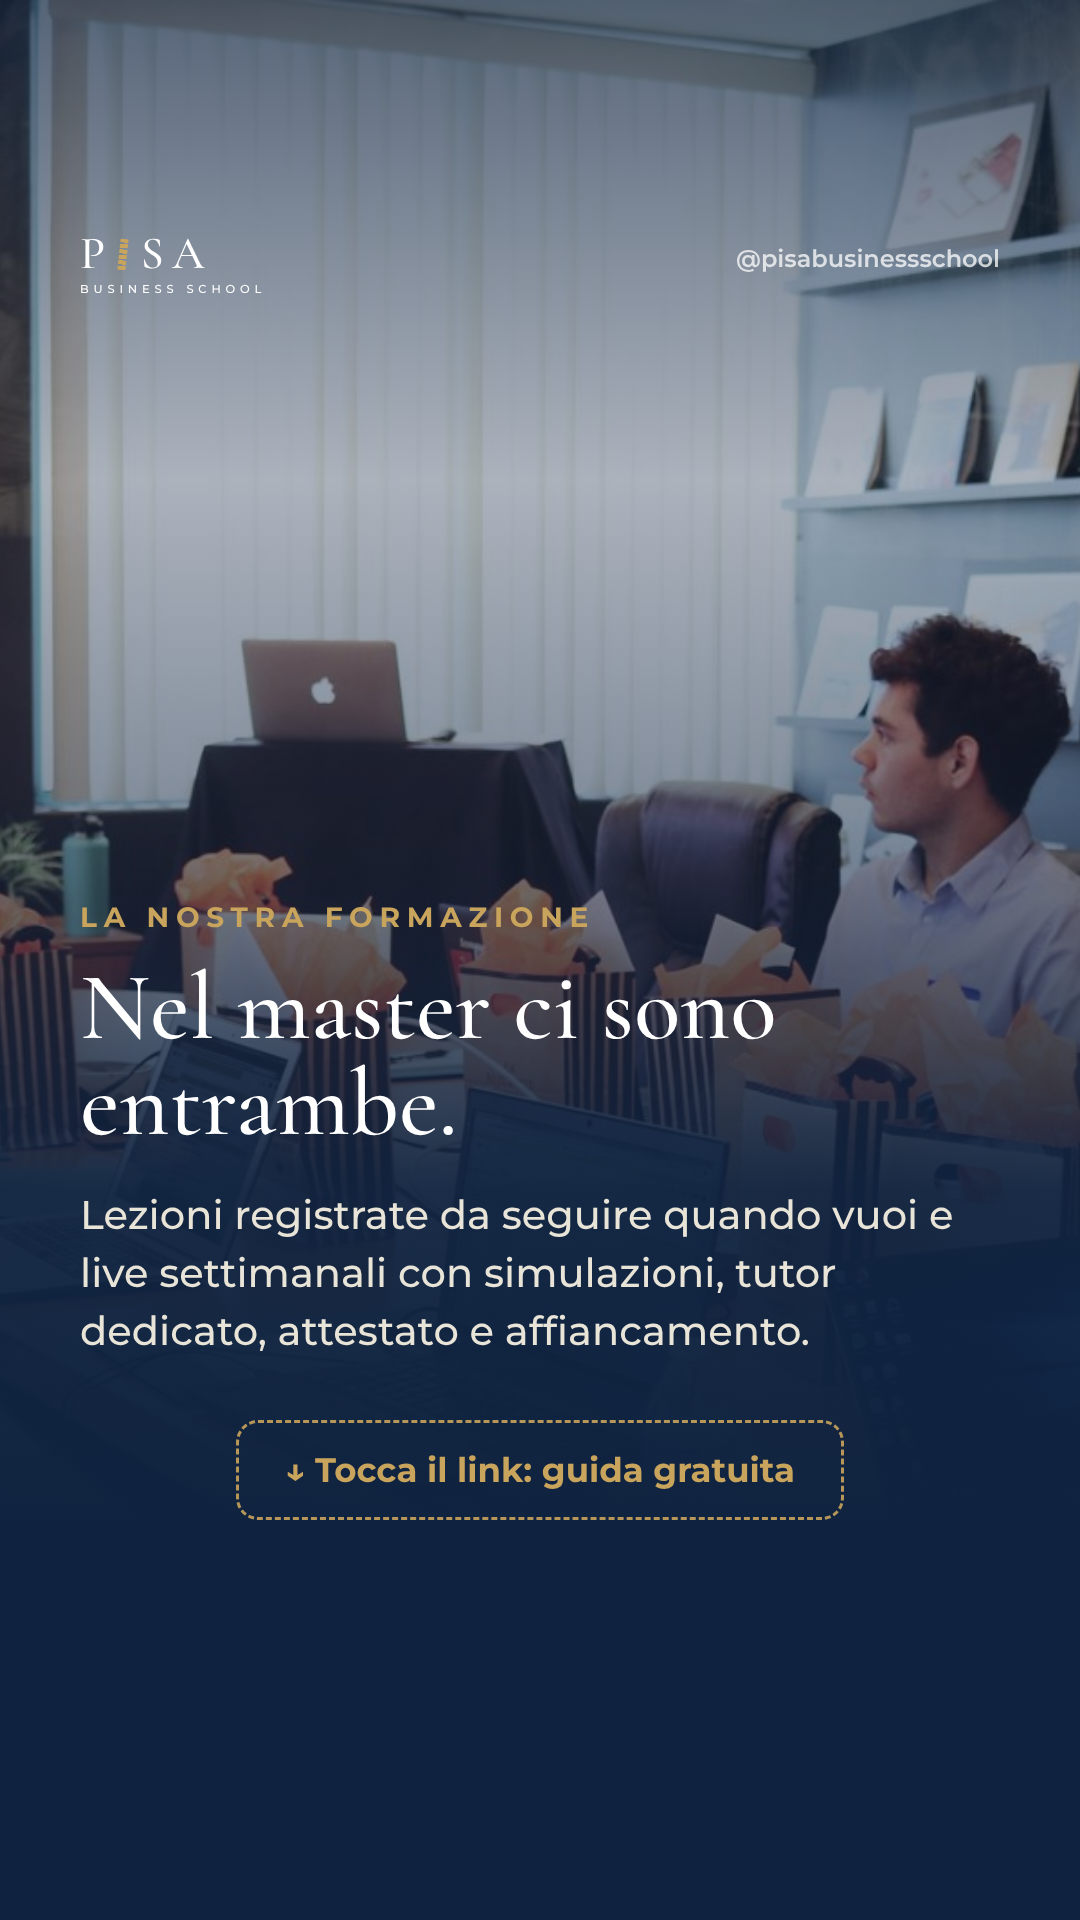 PISA
BUSINESS SCHOOL
@pisabusinessschool
LA NOSTRA FORMAZIONE
Nel master ci sono
entrambe.
Lezioni registrate da seguire quando vuoi e
live settimanali con simulazioni, tutor
dedicato, attestato e affiancamento.
↓ Tocca il link: guida gratuita